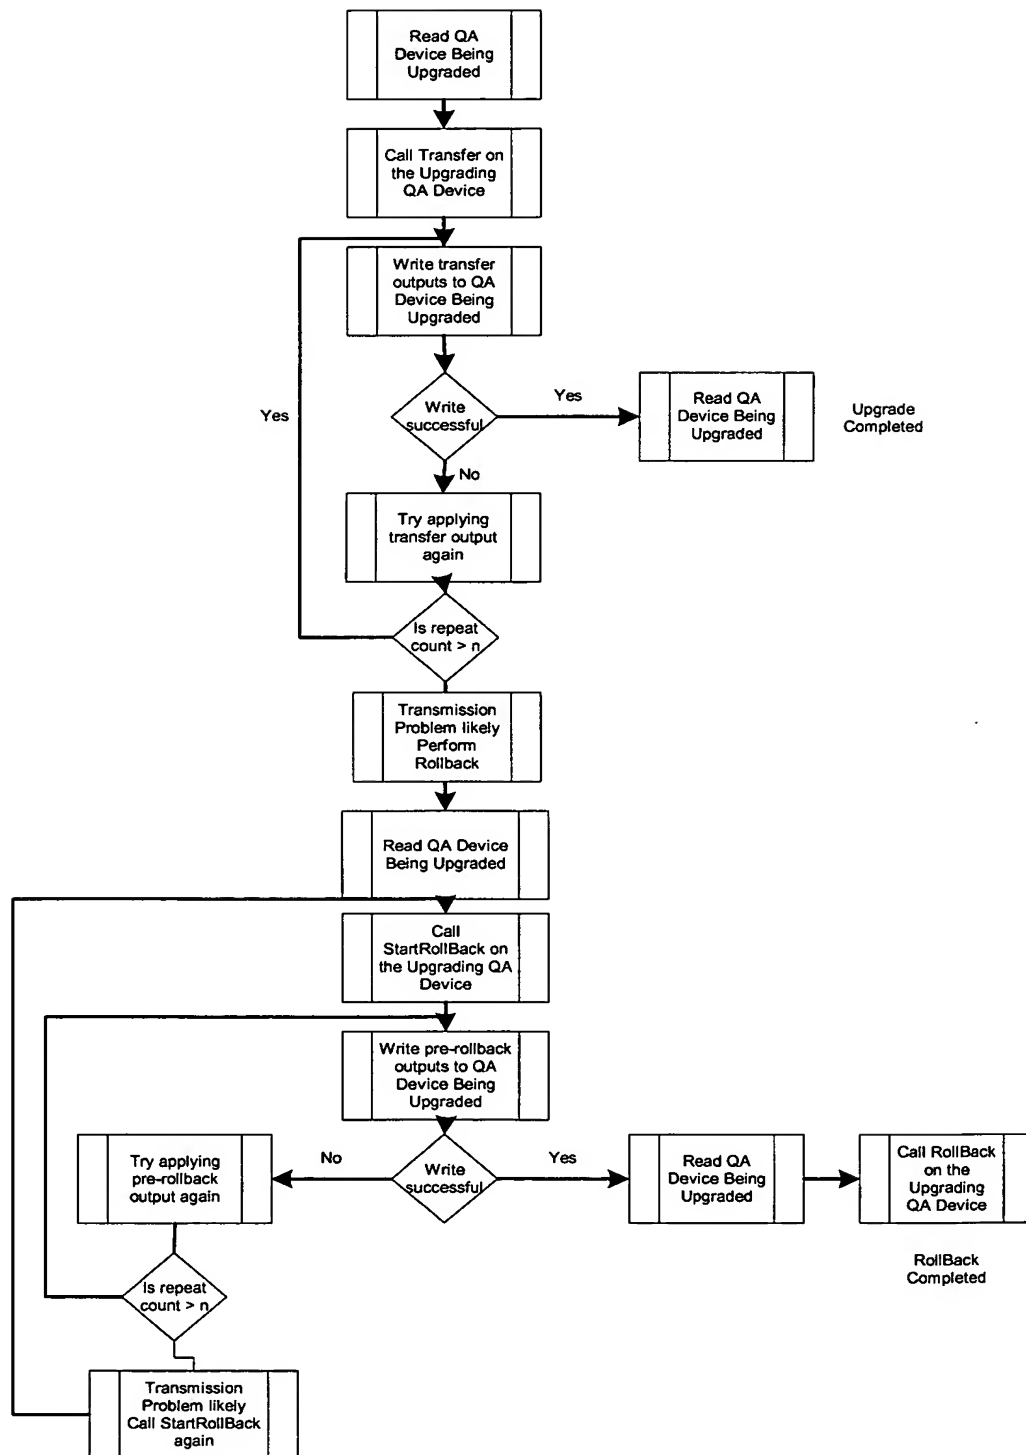 Read QA
Device Being
Upgraded
Call Transfer on
the Upgrading
QA Device
Write transfer
outputs to QA
Device Being
Upgraded
Yes
Write
successful
Yes
Read QA
Device Being
Upgraded
Upgrade
Completed
No
Try applying
transfer output
again
Is repeat
count > n
Transmission
Problem likely
Perform
Rollback
Read QA Device
Being Upgraded
Call
StartRollBack on
the Upgrading QA
Device
Write pre-rollback
outputs to QA
Device Being
Upgraded
Try applying
pre-rollback
output again
No
Write
successful
Yes
Read QA
Device Being
Upgraded
Call RollBack
on the
Upgrading
QA Device
RollBack
Completed
Is repeat
count > n
Transmission
Problem likely
Call StartRollBack
again